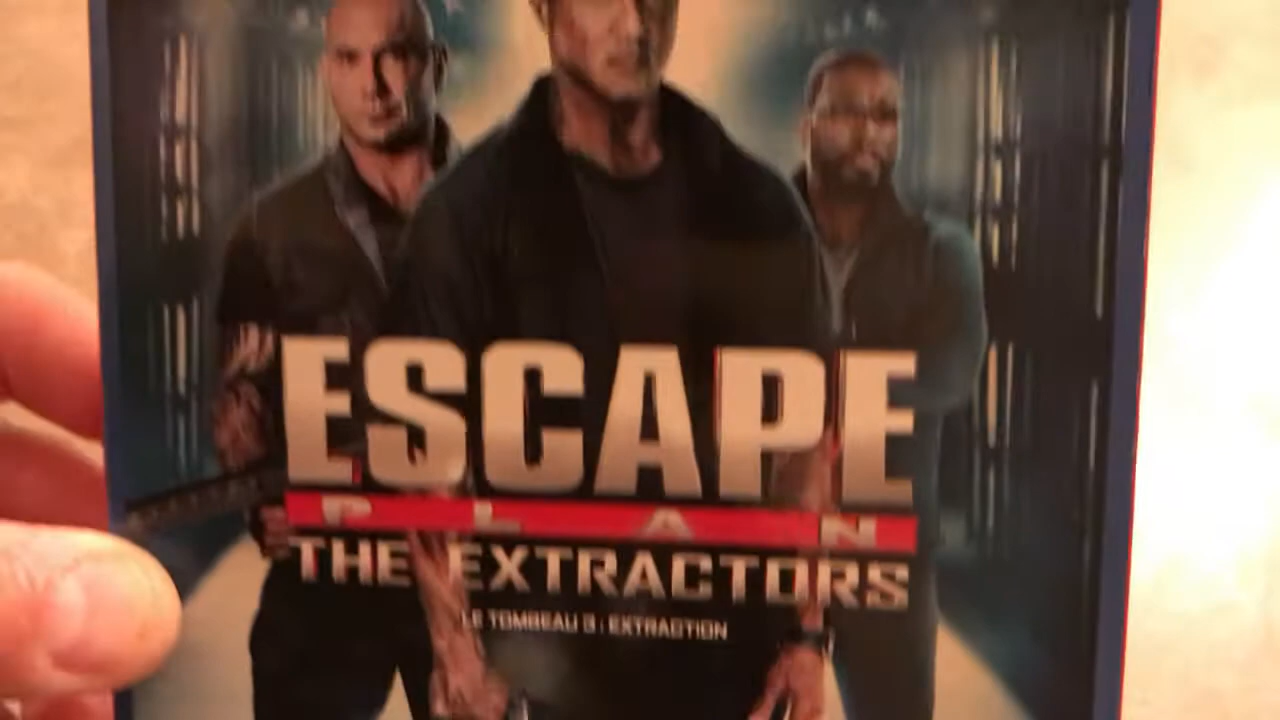 ESCAPE
PLAN
THE EXTRACTORS
LE TOMBEAU 3 : EXTRACTION